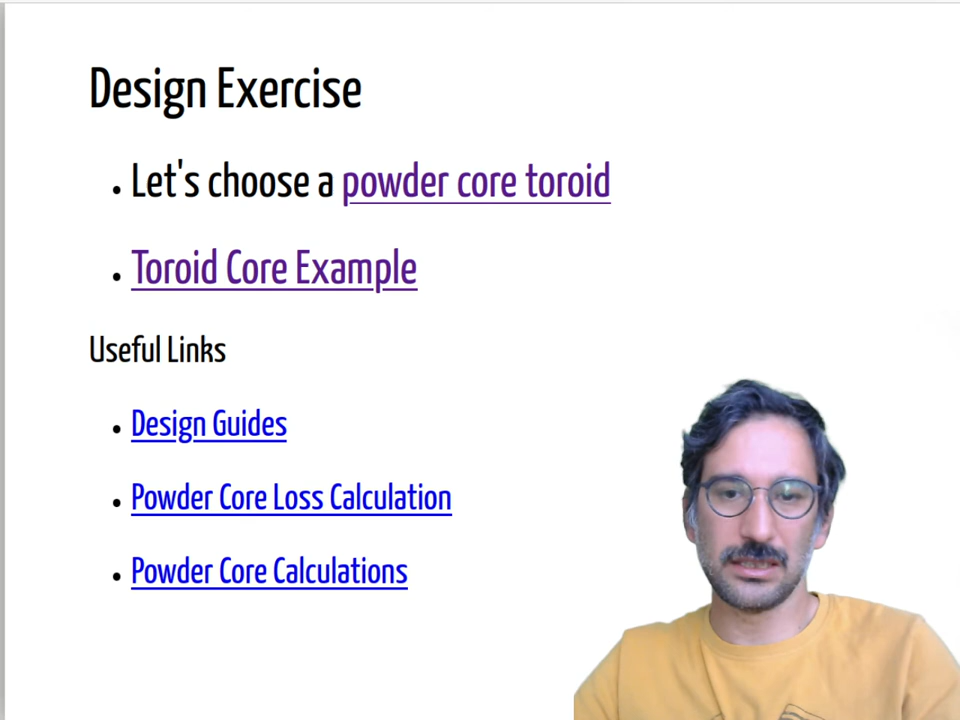 Design Exercise
Let's choose a powder core toroid
Toroid Core Example
Useful Links
Design Guides
Powder Core Loss Calculation
Powder Core Calculations